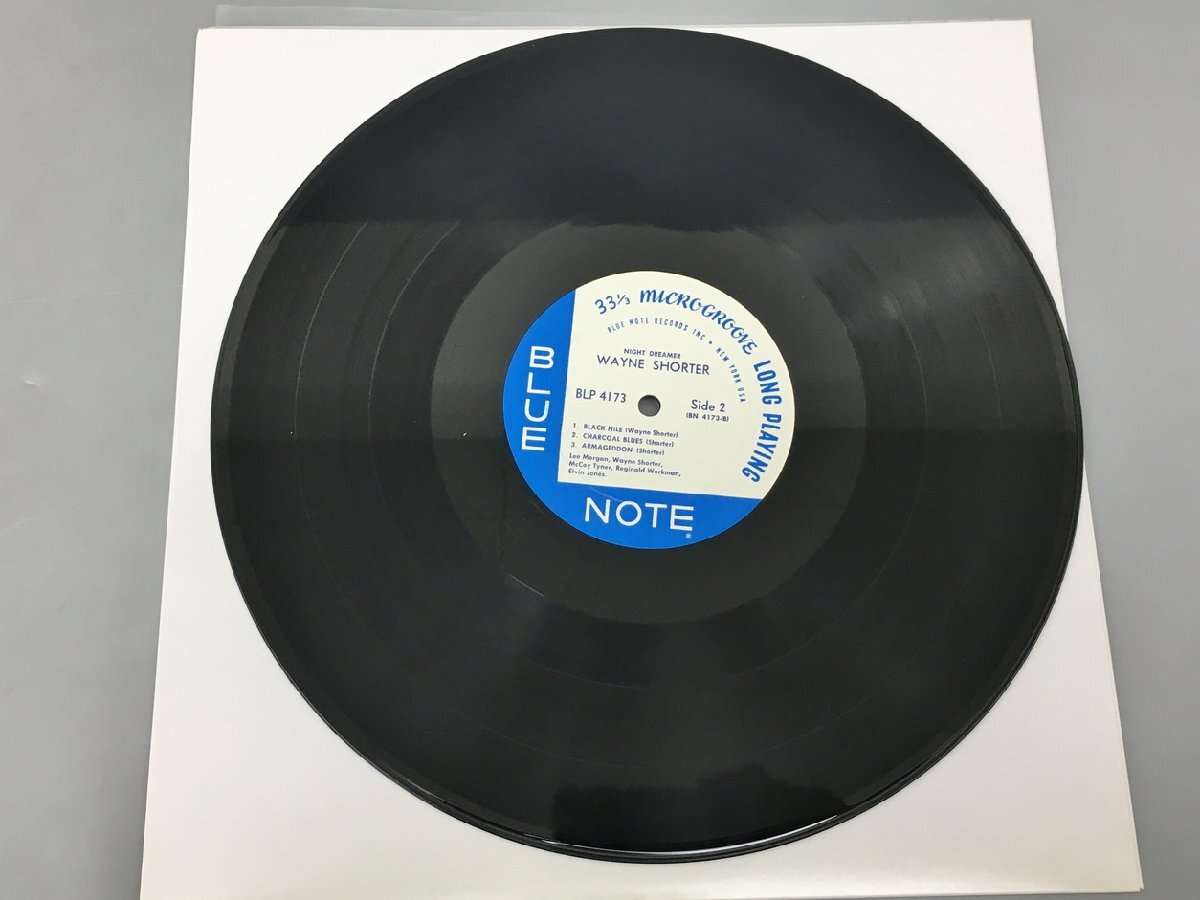 33⅓ MICROGROOVE LONG PLAYING
BLUE NOTE RECORDS INC • NEW YORK USA
NIGHT DREAMER
WAYNE SHORTER
BLP 4173
Side 2
(BN 4173-B)
1. BLACK NILE (Wayne Shorter)
2. CHARCOAL BLUES (Shorter)
3. ARMAGEDDON (Shorter)
Lee Morgan, Wayne Shorter,
McCoy Tyner, Reginald Workman,
Elvin Jones.
BLUE
NOTE
®